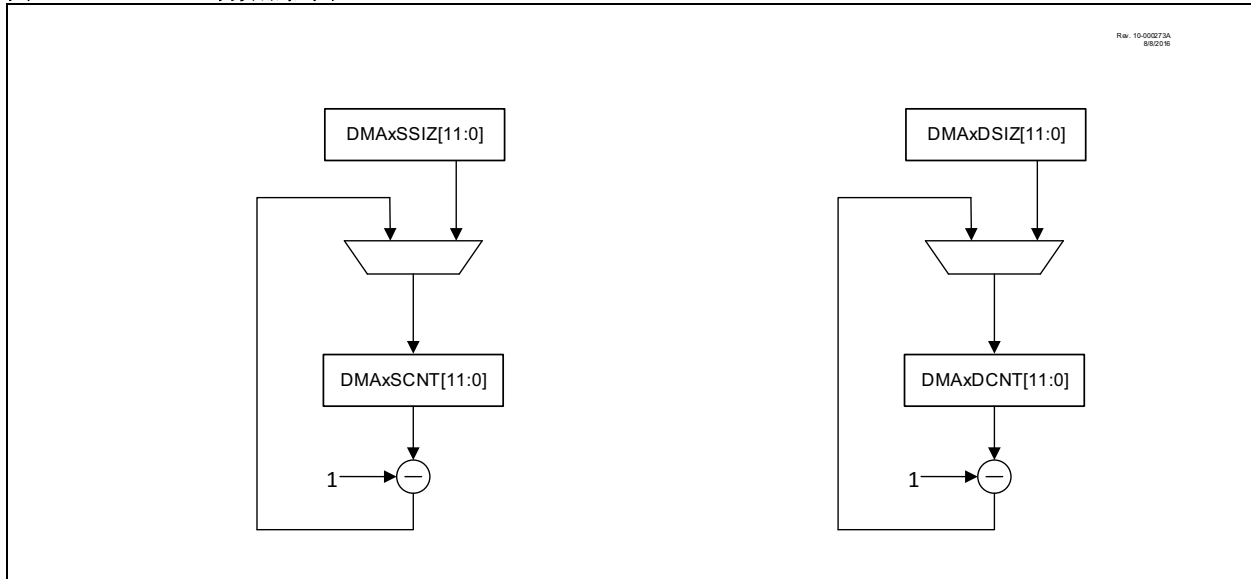 Rev. 10-000273A
8/8/2016
DMAxSSIZ[11:0]
DMAxDSIZ[11:0]
DMAxSCNT[11:0]
DMAxDCNT[11:0]
1
1